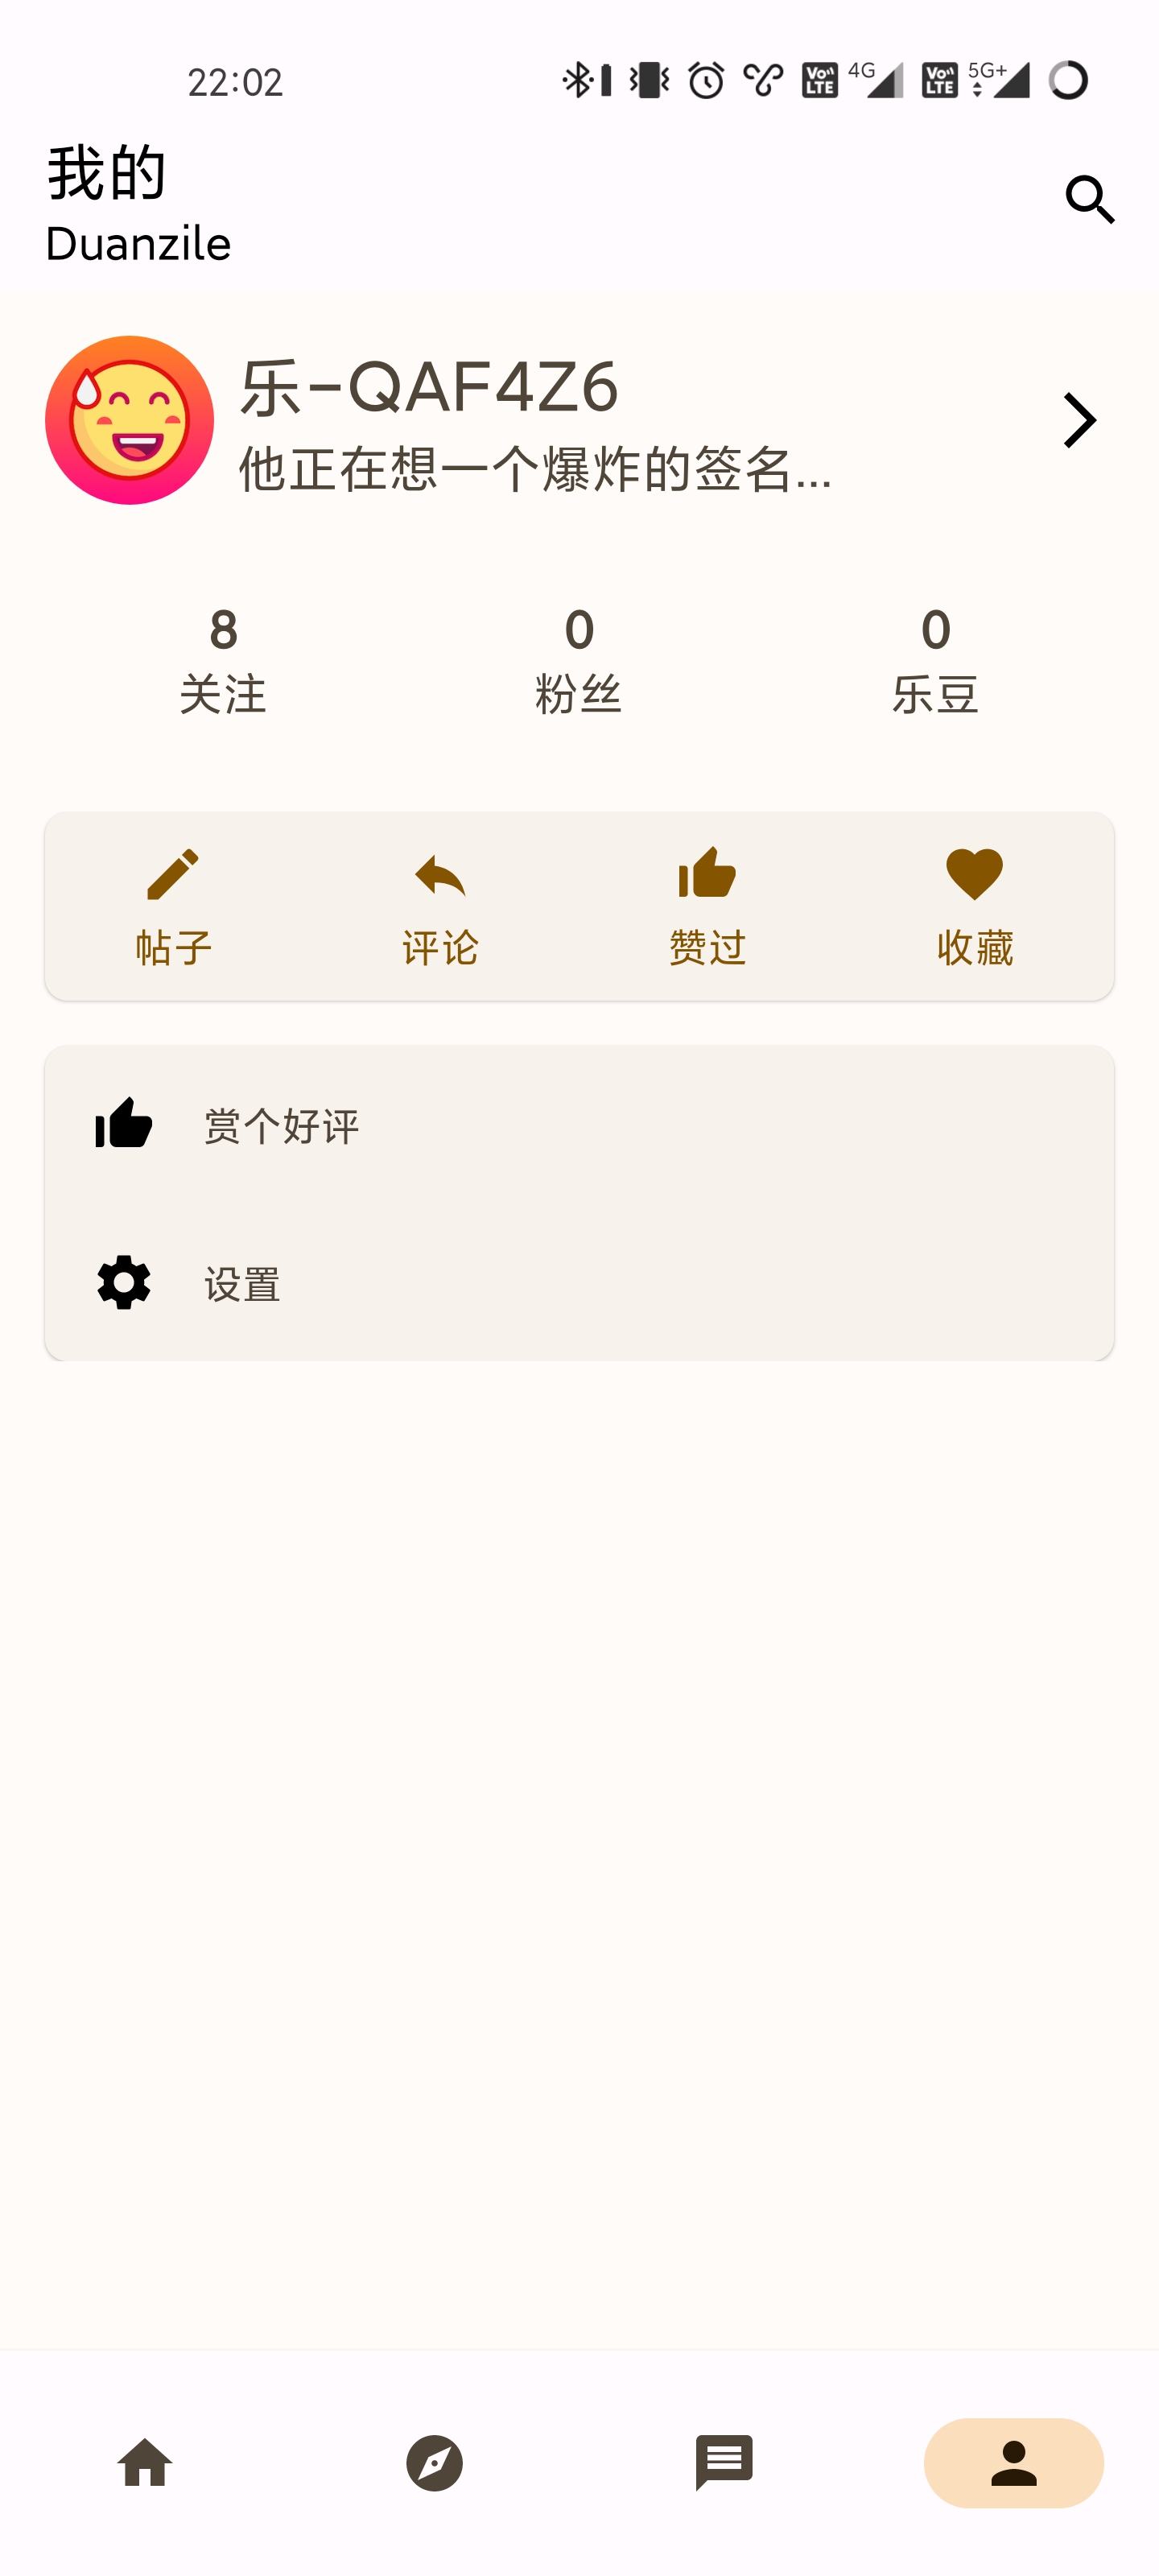 22:02
VoLTE 4G VoLTE 5G+
我的
Duanzile
乐-QAF4Z6
他正在想一个爆炸的签名...
8 0 0
关注 粉丝 乐豆
帖子 评论 赞过 收藏
赏个好评
设置